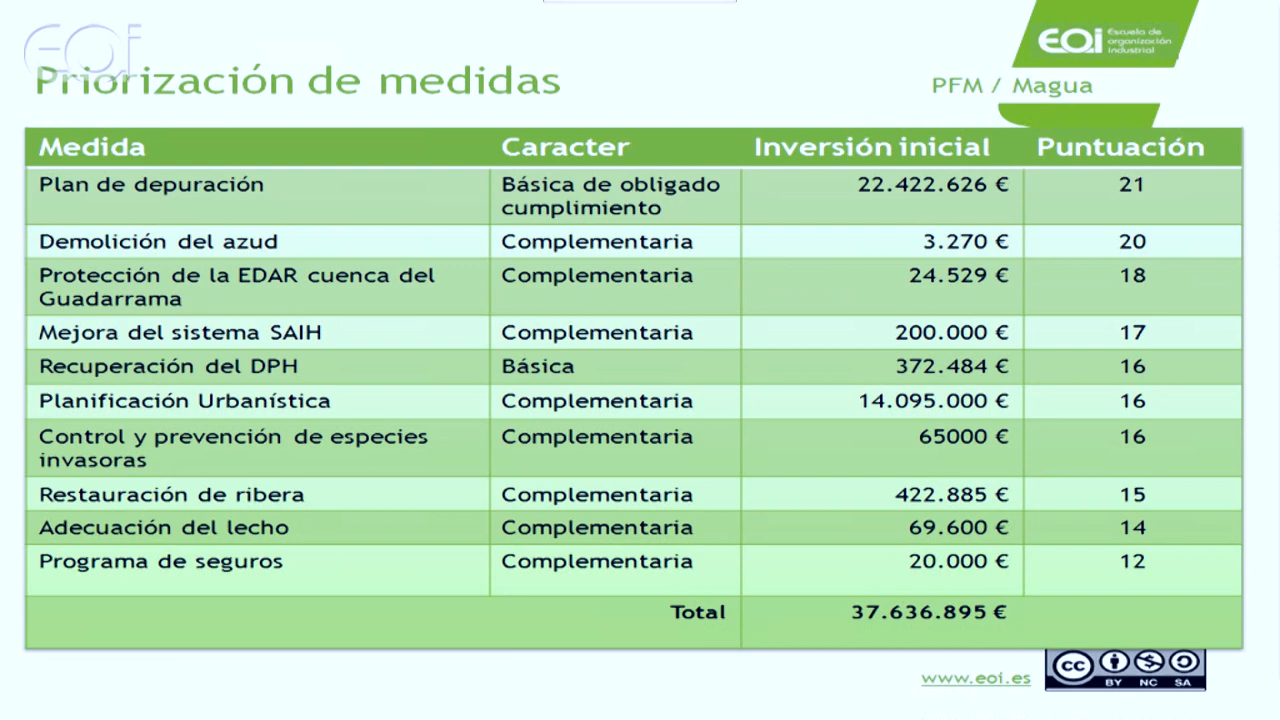 EOi
Priorización de medidas
EOi Escuela de
organización
industrial
PFM / Magua
Medida Caracter Inversión inicial Puntuación
Plan de depuración Básica de obligado 22.422.626 € 21
cumplimiento
Demolición del azud Complementaria 3.270 € 20
Protección de la EDAR cuenca del Complementaria 24.529 € 18
Guadarrama
Mejora del sistema SAIH Complementaria 200.000 € 17
Recuperación del DPH Básica 372.484 € 16
Planificación Urbanística Complementaria 14.095.000 € 16
Control y prevención de especies Complementaria 65000 € 16
invasoras
Restauración de ribera Complementaria 422.885 € 15
Adecuación del lecho Complementaria 69.600 € 14
Programa de seguros Complementaria 20.000 € 12
Total 37.636.895 €
www.eoi.es
cc
BY NC SA